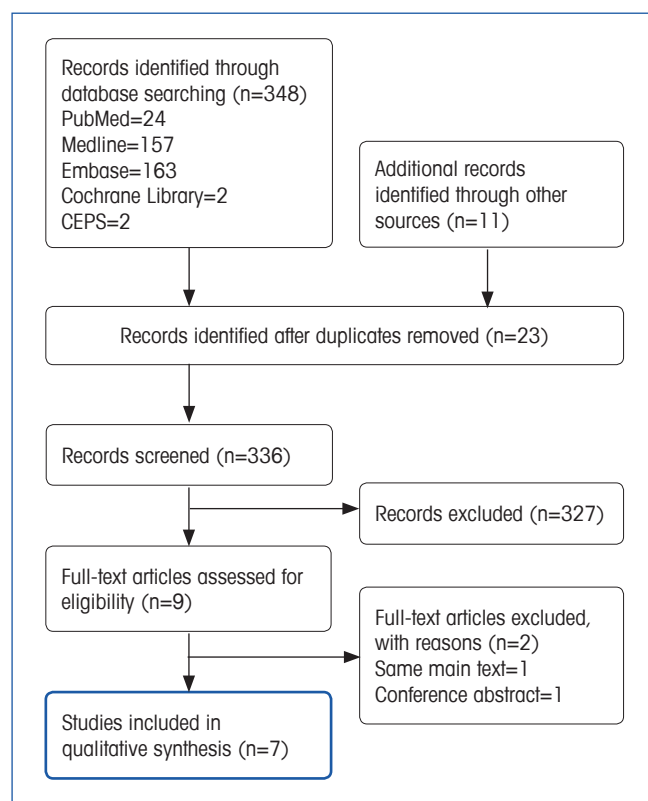 Records identified through
database searching (n=348)
PubMed=24
Medline=157
Embase=163
Cochrane Library=2
CEPS=2
Additional records
identified through other
sources (n=11)
Records identified after duplicates removed (n=23)
Records screened (n=336)
Records excluded (n=327)
Full-text articles assessed for
eligibility (n=9)
Full-text articles excluded,
with reasons (n=2)
Same main text=1
Conference abstract=1
Studies included in
qualitative synthesis (n=7)